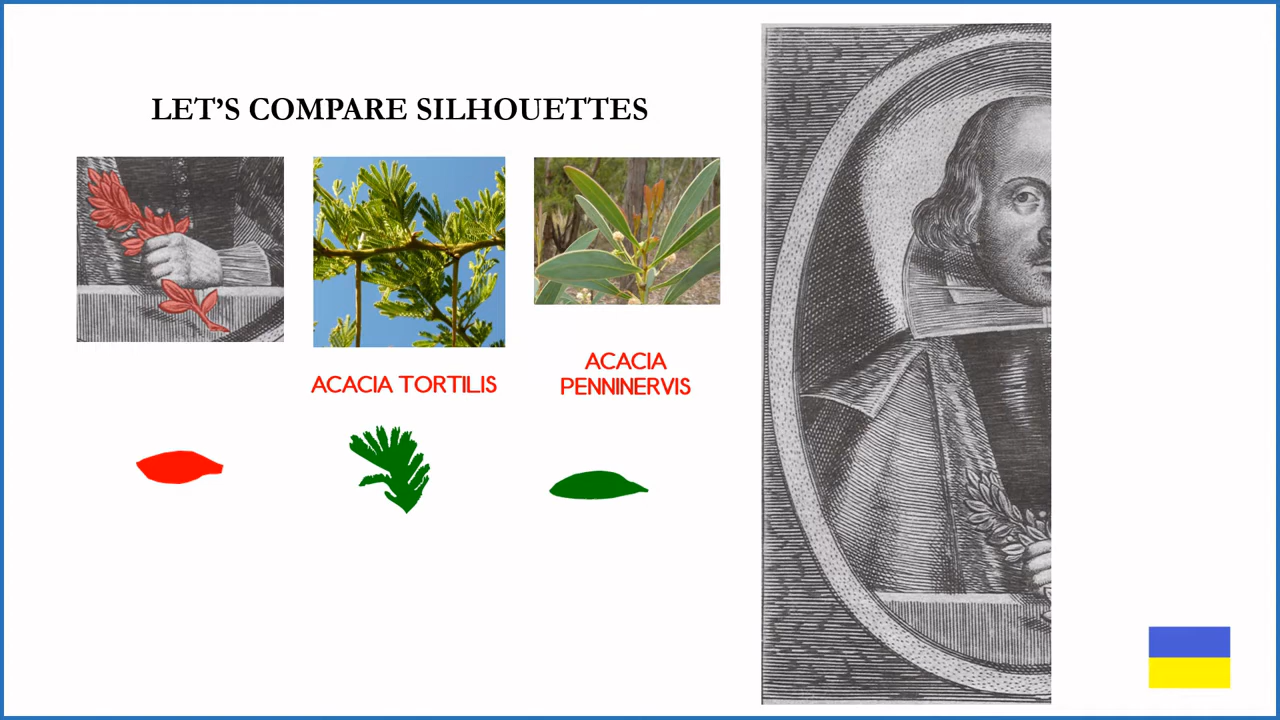 LET'S COMPARE SILHOUETTES
ACACIA TORTILIS
ACACIA
PENNINERVIS